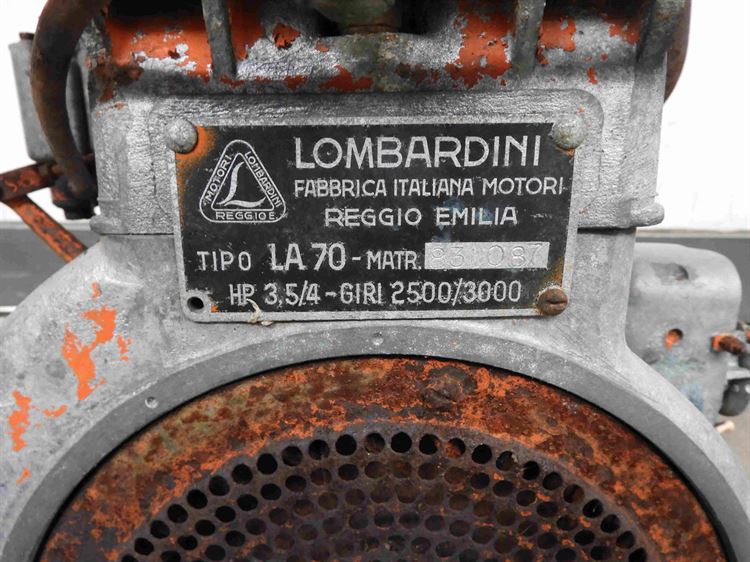 MOTORI LOMBARDINI
L
REGGIO E.
LOMBARDINI
FABBRICA ITALIANA MOTORI
REGGIO EMILIA
TIPO LA 70 - MATR. 831087
HP 3,5/4 - GIRI 2500/3000